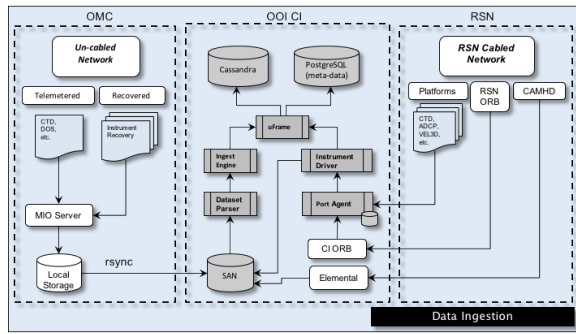 OMC
OOI CI
RSN
Un-cabled
Network
Telemetered
Recovered
CTD,
DOS,
etc.
Instrument
Recovery
MIO Server
Local
Storage
rsync
Cassandra
PostgreSQL
(meta-data)
uFrame
Ingest
Engine
Instrument
Driver
Dataset
Parser
Port Agent
SAN
CI ORB
Elemental
RSN Cabled
Network
Platforms
RSN
ORB
CAMHD
CTD,
ADCP,
VEL3D,
etc.
Data Ingestion